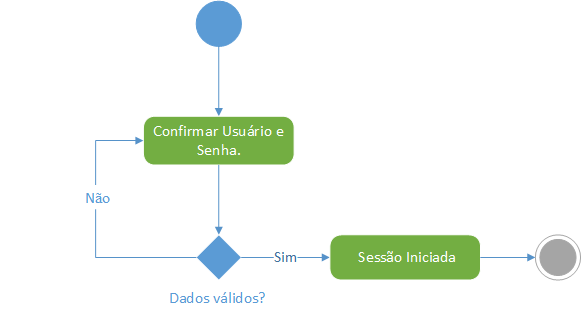 Confirmar Usuário e
Senha.
Não
Sim
Sessão Iniciada
Dados válidos?